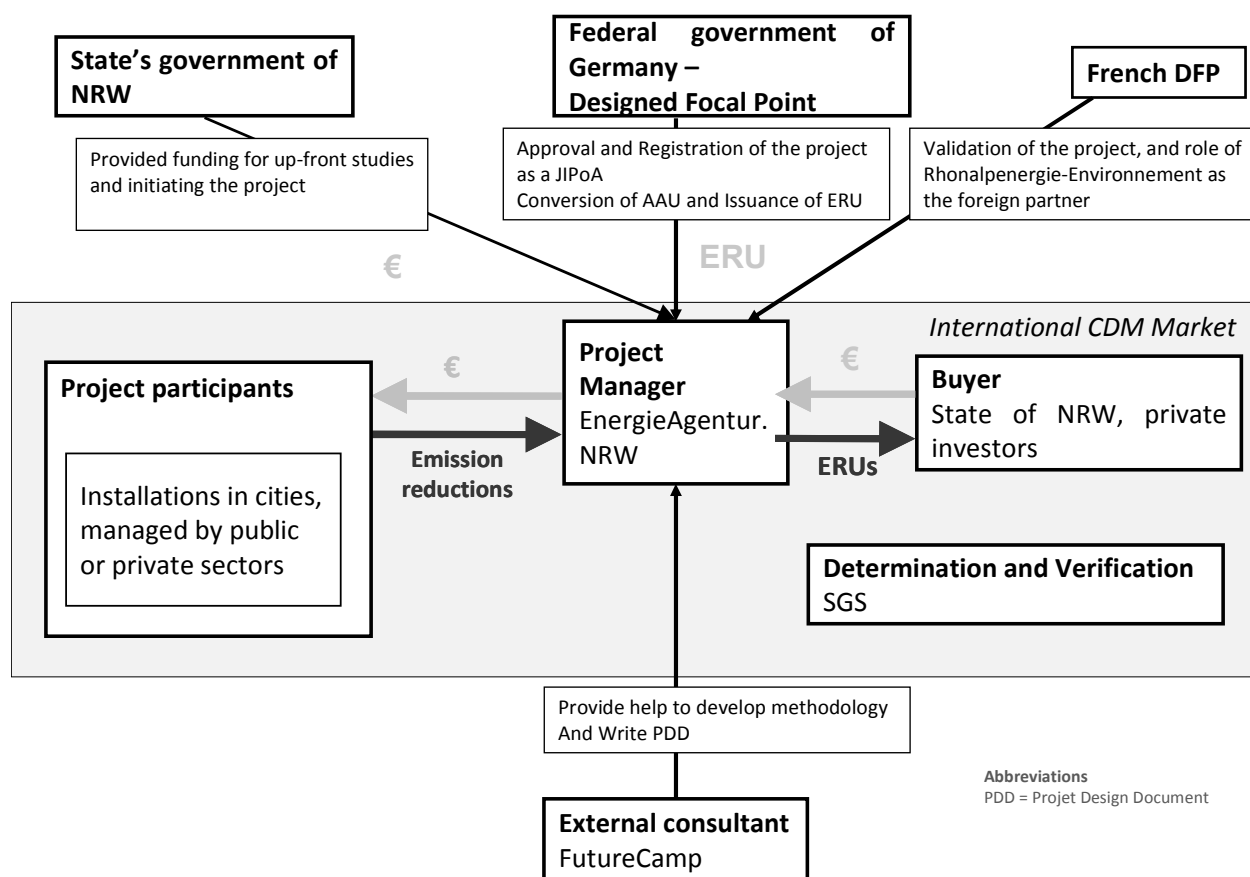 State's government of
NRW
Federal government of
Germany –
Designed Focal Point
French DFP
Provided funding for up-front studies
and initiating the project
Approval and Registration of the project
as a JIPoA
Conversion of AAU and Issuance of ERU
Validation of the project, and role of
Rhonalpenergie-Environnement as
the foreign partner
€
ERU
International CDM Market
Project participants
Installations in cities,
managed by public
or private sectors
€
Emission
reductions
Project
Manager
EnergieAgentur.
NRW
€
ERUs
Buyer
State of NRW, private
investors
Determination and Verification
SGS
Provide help to develop methodology
And Write PDD
Abbreviations
PDD = Projet Design Document
External consultant
FutureCamp